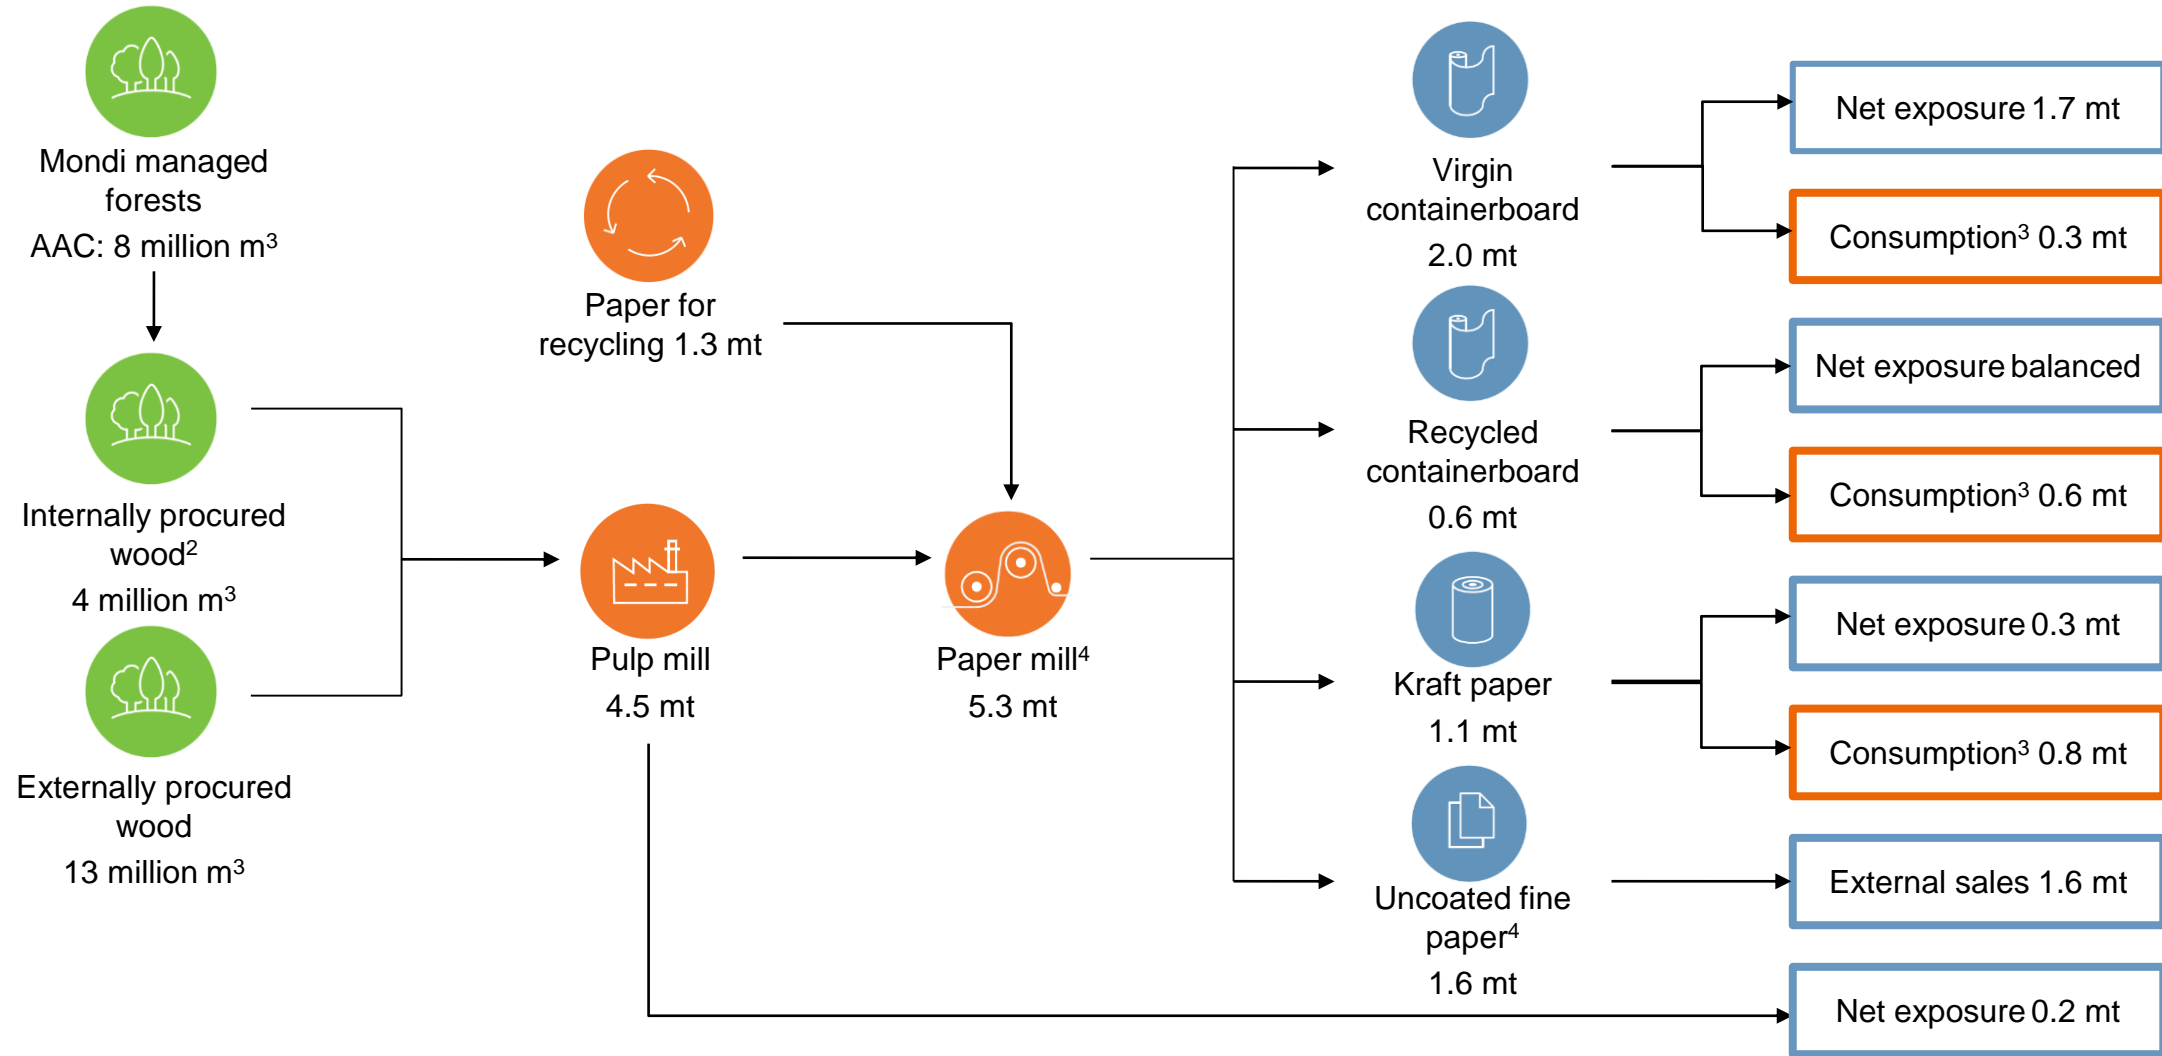 Mondi managed
forests
AAC: 8 million m³
Internally procured
wood²
4 million m³
Externally procured
wood
13 million m³
Paper for
recycling 1.3 mt
Pulp mill
4.5 mt
Paper mill⁴
5.3 mt
Virgin
containerboard
2.0 mt
Recycled
containerboard
0.6 mt
Kraft paper
1.1 mt
Uncoated fine
paper⁴
1.6 mt
Net exposure 1.7 mt
Consumption³ 0.3 mt
Net exposure balanced
Consumption³ 0.6 mt
Net exposure 0.3 mt
Consumption³ 0.8 mt
External sales 1.6 mt
Net exposure 0.2 mt